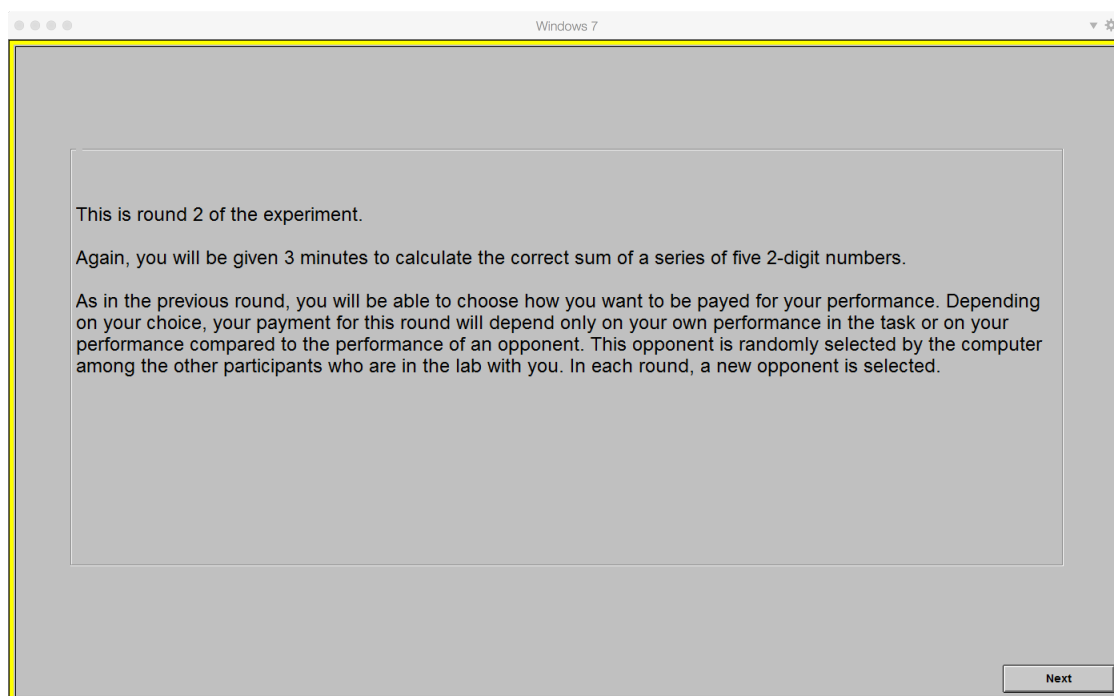 Windows 7
This is round 2 of the experiment.
Again, you will be given 3 minutes to calculate the correct sum of a series of five 2-digit numbers.
As in the previous round, you will be able to choose how you want to be payed for your performance. Depending
on your choice, your payment for this round will depend only on your own performance in the task or on your
performance compared to the performance of an opponent. This opponent is randomly selected by the computer
among the other participants who are in the lab with you. In each round, a new opponent is selected.
Next